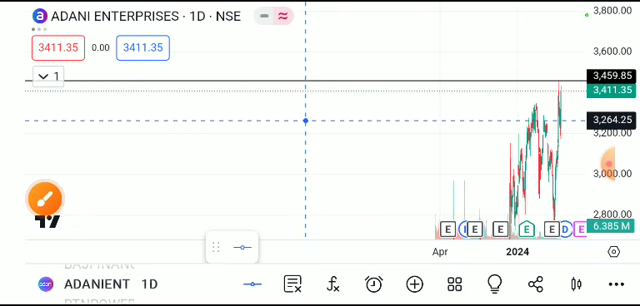 ADANI ENTERPRISES · 1D · NSE
3411.35 0.00 3411.35
1
3,800.00
3,600.00
3,459.85
3,411.35
3,264.25
3,200.00
3,000.00
2,800.00
6.385 M
E E E E E D E
Apr 2024
ADANIENT 1D